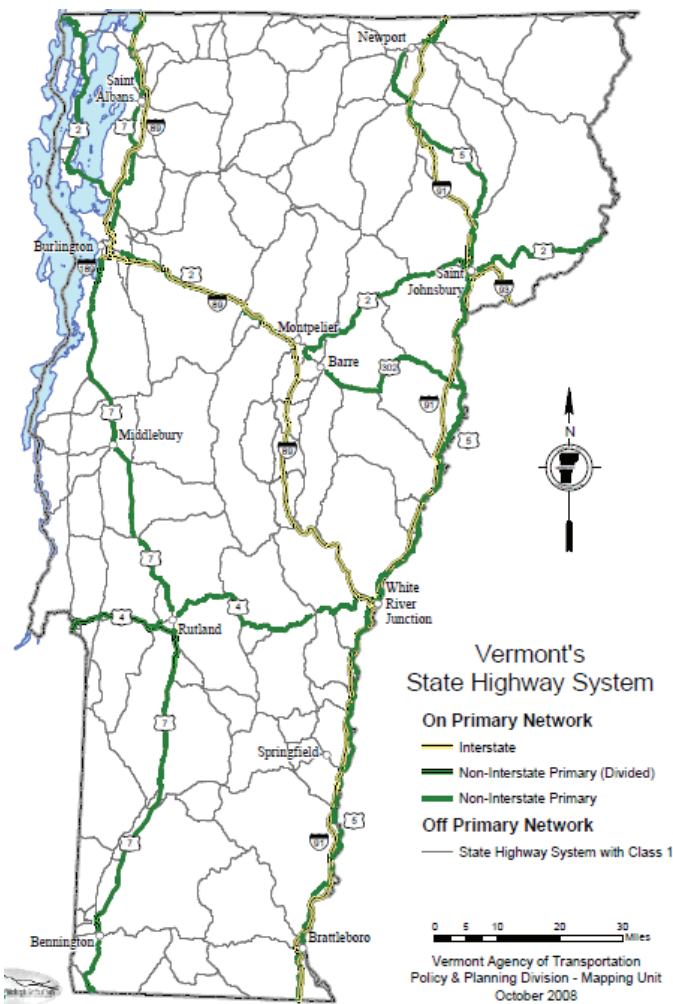 Newport
Saint
Albans
2
7
89
5
91
Burlington
189
2
89
2
Saint
Johnsbury
2
93
Montpelier
Barre
302
91
5
7
Middlebury
89
N
7
4
4
Rutland
White
River
Junction
7
Springfield
5
91
7
Bennington
Brattleboro
Vermont's
State Highway System
On Primary Network
Interstate
Non-Interstate Primary (Divided)
Non-Interstate Primary
Off Primary Network
State Highway System with Class 1
0 5 10 20 30
Miles
Vermont Agency of Transportation
Policy & Planning Division - Mapping Unit
October 2008